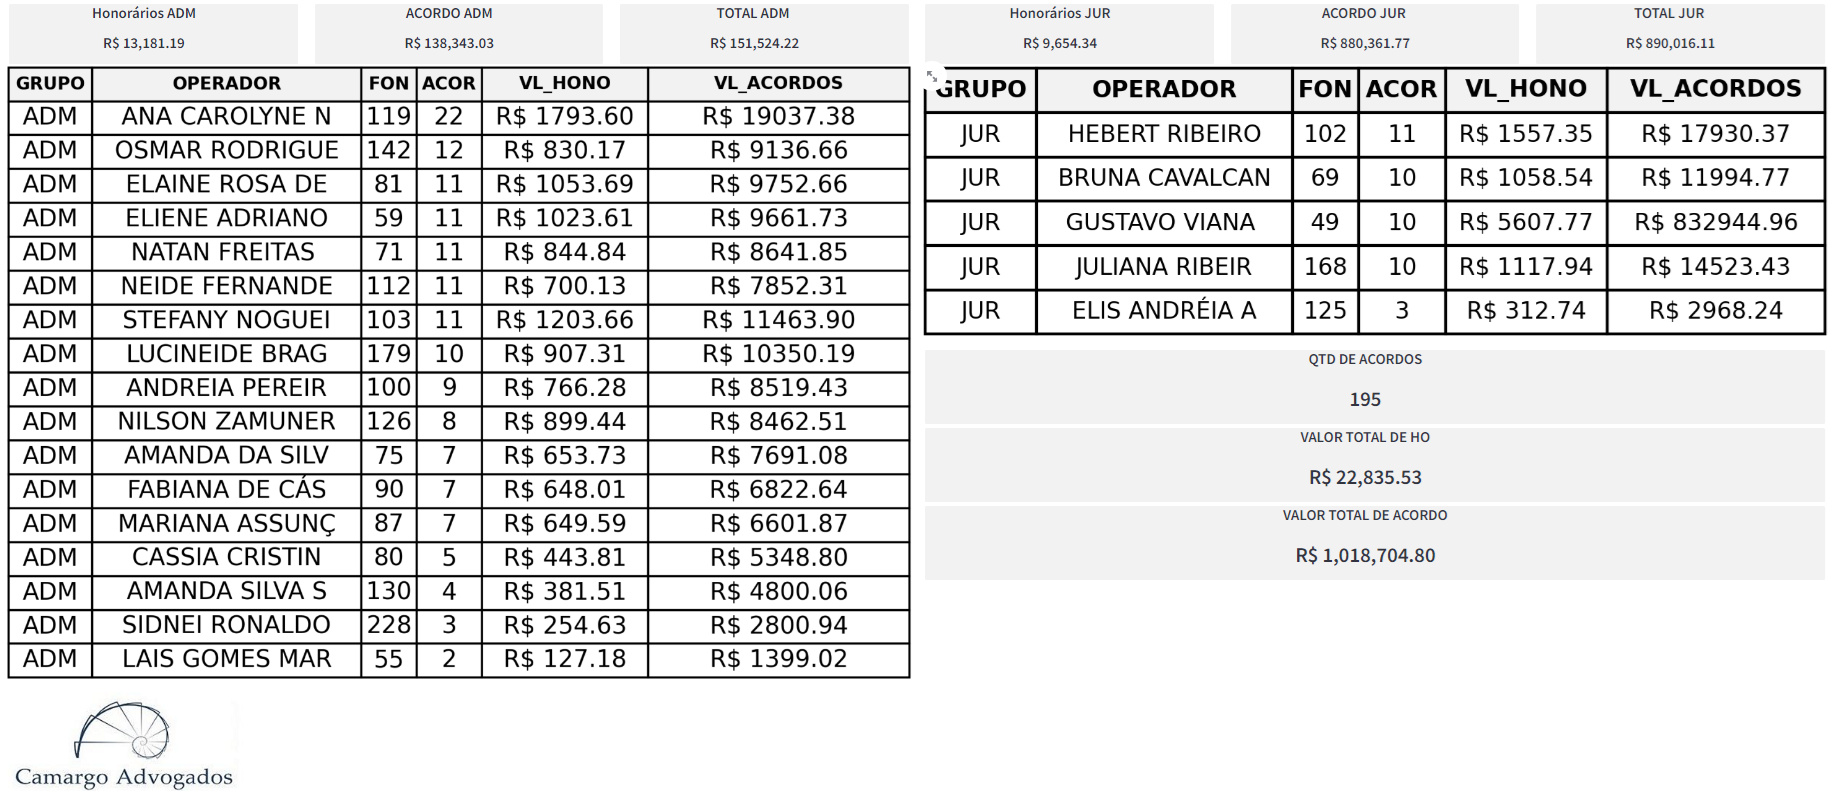 Honorários ADM
R$ 13,181.19
ACORDO ADM
R$ 138,343.03
TOTAL ADM
R$ 151,524.22
GRUPO OPERADOR FON ACOR VL_HONO VL_ACORDOS
ADM ANA CAROLYNE N 119 22 R$ 1793.60 R$ 19037.38
ADM OSMAR RODRIGUE 142 12 R$ 830.17 R$ 9136.66
ADM ELAINE ROSA DE 81 11 R$ 1053.69 R$ 9752.66
ADM ELIENE ADRIANO 59 11 R$ 1023.61 R$ 9661.73
ADM NATAN FREITAS 71 11 R$ 844.84 R$ 8641.85
ADM NEIDE FERNANDE 112 11 R$ 700.13 R$ 7852.31
ADM STEFANY NOGUEI 103 11 R$ 1203.66 R$ 11463.90
ADM LUCINEIDE BRAG 179 10 R$ 907.31 R$ 10350.19
ADM ANDREIA PEREIR 100 9 R$ 766.28 R$ 8519.43
ADM NILSON ZAMUNER 126 8 R$ 899.44 R$ 8462.51
ADM AMANDA DA SILV 75 7 R$ 653.73 R$ 7691.08
ADM FABIANA DE CÁS 90 7 R$ 648.01 R$ 6822.64
ADM MARIANA ASSUNÇ 87 7 R$ 649.59 R$ 6601.87
ADM CASSIA CRISTIN 80 5 R$ 443.81 R$ 5348.80
ADM AMANDA SILVA S 130 4 R$ 381.51 R$ 4800.06
ADM SIDNEI RONALDO 228 3 R$ 254.63 R$ 2800.94
ADM LAIS GOMES MAR 55 2 R$ 127.18 R$ 1399.02
Camargo Advogados
Honorários JUR
R$ 9,654.34
ACORDO JUR
R$ 880,361.77
TOTAL JUR
R$ 890,016.11
GRUPO OPERADOR FON ACOR VL_HONO VL_ACORDOS
JUR HEBERT RIBEIRO 102 11 R$ 1557.35 R$ 17930.37
JUR BRUNA CAVALCAN 69 10 R$ 1058.54 R$ 11994.77
JUR GUSTAVO VIANA 49 10 R$ 5607.77 R$ 832944.96
JUR JULIANA RIBEIR 168 10 R$ 1117.94 R$ 14523.43
JUR ELIS ANDRÉIA A 125 3 R$ 312.74 R$ 2968.24
QTD DE ACORDOS
195
VALOR TOTAL DE HO
R$ 22,835.53
VALOR TOTAL DE ACORDO
R$ 1,018,704.80